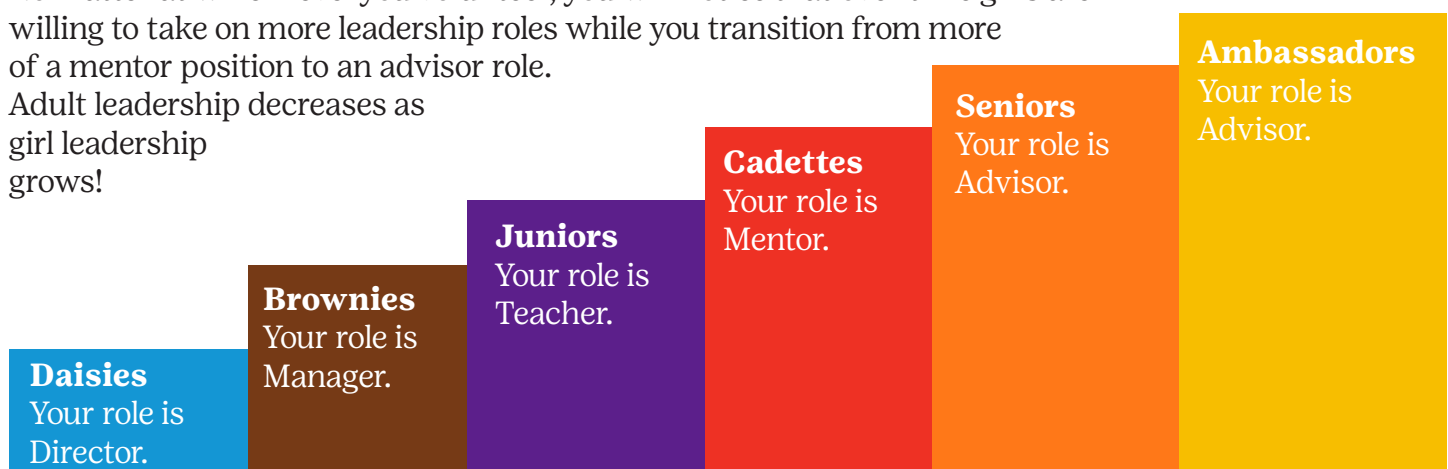 willing to take on more leadership roles while you transition from more
of a mentor position to an advisor role.
Adult leadership decreases as
girl leadership
grows!
Ambassadors
Your role is
Advisor.
Seniors
Your role is
Advisor.
Cadettes
Your role is
Mentor.
Juniors
Your role is
Teacher.
Brownies
Your role is
Manager.
Daisies
Your role is
Director.